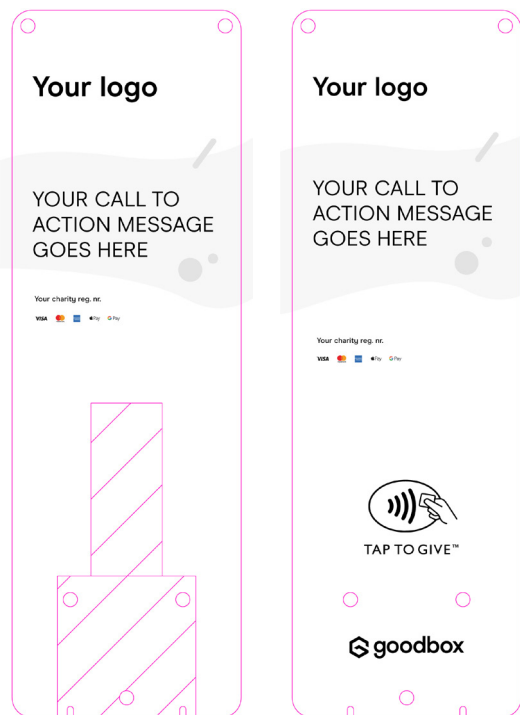 Your logo
YOUR CALL TO
ACTION MESSAGE
GOES HERE
Your charity reg. nr.
VISA Pay G Pay
Your logo
YOUR CALL TO
ACTION MESSAGE
GOES HERE
Your charity reg. nr.
VISA Pay G Pay
TAP TO GIVE™
goodbox